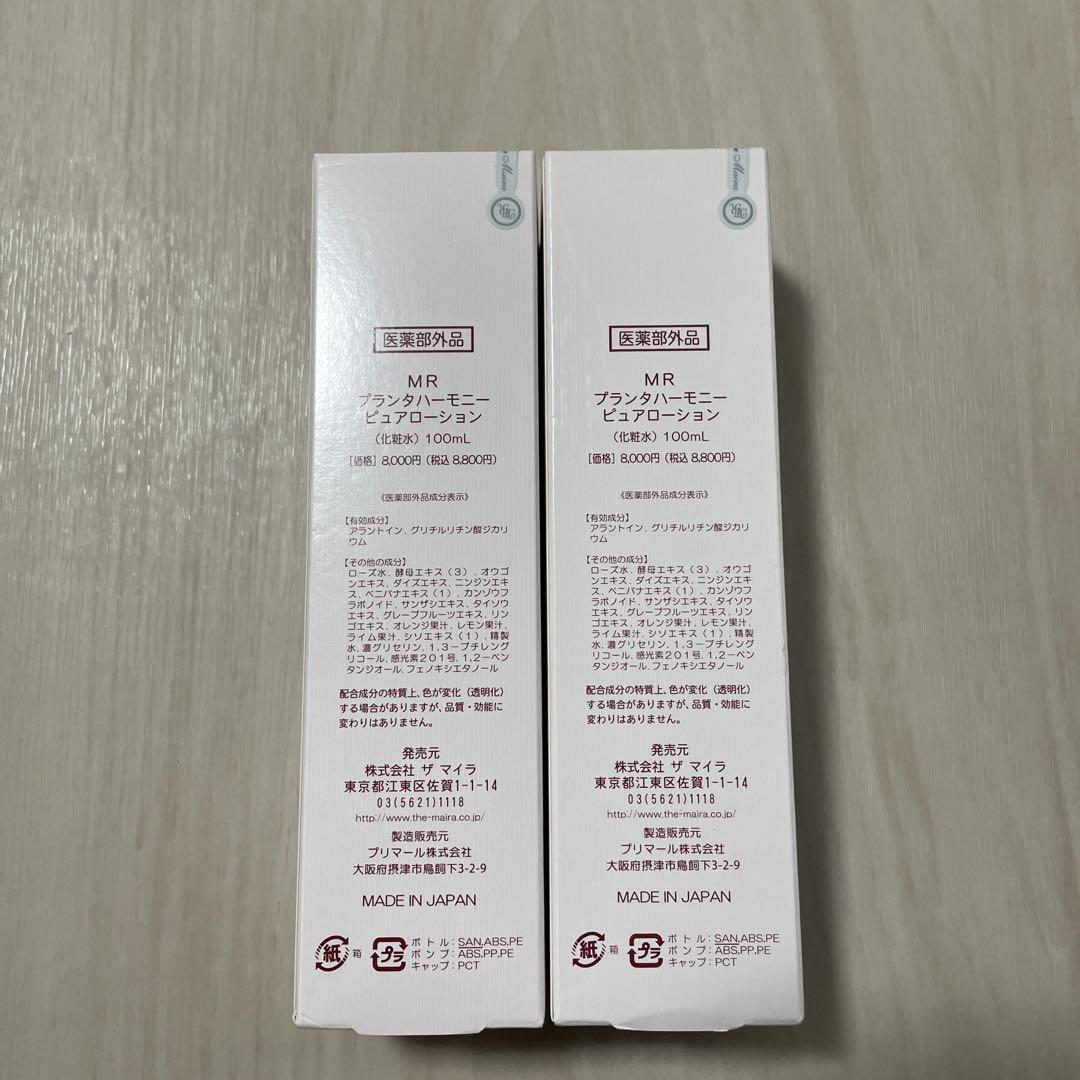 Maira
MR
医薬部外品
MR
プランタハーモニー
ピュアローション
(化粧水) 100mL
[価格] 8,000円 (税込 8,800円)
《医薬部外品成分表示》
【有効成分】
アラントイン、グリチルリチン酸ジカリ
ウム
【その他の成分】
ローズ水、酵母エキス(3)、オウゴ
ンエキス、ダイズエキス、ニンジンエキ
ス、ベニバナエキス(1)、カンゾウフ
ラボノイド、サンザシエキス、タイソウ
エキス、グレープフルーツエキス、リン
ゴエキス、オレンジ果汁、レモン果汁、
ライム果汁、シソエキス(1)、精製
水、濃グリセリン、1,3-ブチレング
リコール、感光素201号、1,2-ペン
タンジオール、フェノキシエタノール
配合成分の特質上、色が変化(透明化)
する場合がありますが、品質・効能に
変わりはありません。
発売元
株式会社 ザ マイラ
東京都江東区佐賀1-1-14
03(5621)1118
http://www.the-maira.co.jp/
製造販売元
プリマール株式会社
大阪府摂津市鳥飼下3-2-9
MADE IN JAPAN
紙 箱
プラ
ボトル:SAN,ABS,PE
ポンプ:ABS,PP,PE
キャップ:PCT
Maira
MR
医薬部外品
MR
プランタハーモニー
ピュアローション
(化粧水) 100mL
[価格] 8,000円 (税込 8,800円)
《医薬部外品成分表示》
【有効成分】
アラントイン、グリチルリチン酸ジカリ
ウム
【その他の成分】
ローズ水、酵母エキス(3)、オウゴ
ンエキス、ダイズエキス、ニンジンエキ
ス、ベニバナエキス(1)、カンゾウフ
ラボノイド、サンザシエキス、タイソウ
エキス、グレープフルーツエキス、リン
ゴエキス、オレンジ果汁、レモン果汁、
ライム果汁、シソエキス(1)、精製
水、濃グリセリン、1,3-ブチレング
リコール、感光素201号、1,2-ペン
タンジオール、フェノキシエタノール
配合成分の特質上、色が変化(透明化)
する場合がありますが、品質・効能に
変わりはありません。
発売元
株式会社 ザ マイラ
東京都江東区佐賀1-1-14
03(5621)1118
http://www.the-maira.co.jp/
製造販売元
プリマール株式会社
大阪府摂津市鳥飼下3-2-9
MADE IN JAPAN
紙 箱
プラ
ボトル:SAN,ABS,PE
ポンプ:ABS,PP,PE
キャップ:PCT